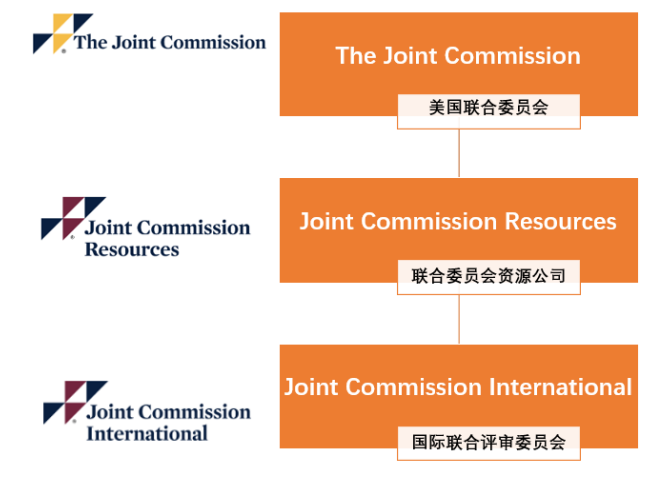 The Joint Commission
The Joint Commission
美国联合委员会
Joint Commission
Resources
Joint Commission Resources
联合委员会资源公司
Joint Commission
International
Joint Commission International
国际联合评审委员会